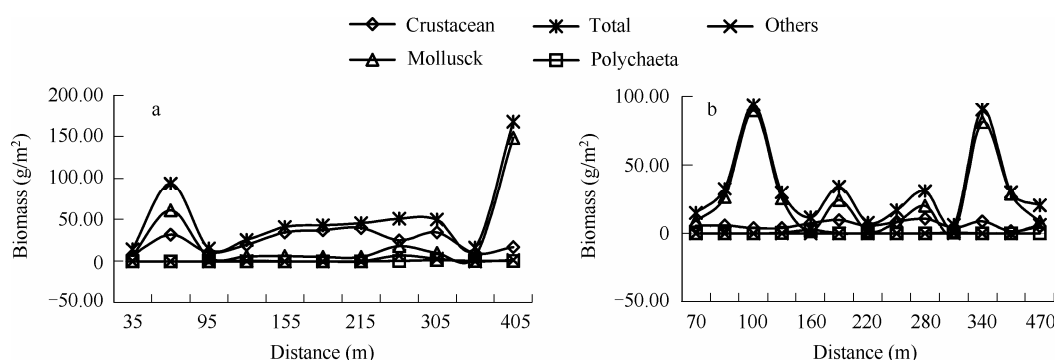 Crustacean Total Others
Mollusck Polychaeta
a
200.00
150.00
100.00
50.00
0
−50.00
Biomass (g/m²)
35 95 155 215 305 405
Distance (m)
b
100.00
50.00
0
−50.00
Biomass (g/m²)
70 100 160 220 280 340 470
Distance (m)